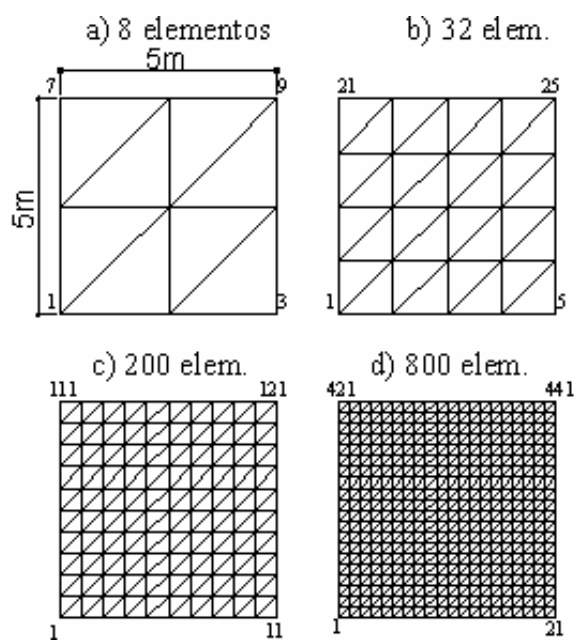 a) 8 elementos
5m
7 9
5m
1 3
b) 32 elem.
21 25
1 5
c) 200 elem.
111 121
1 11
d) 800 elem.
421 441
1 21